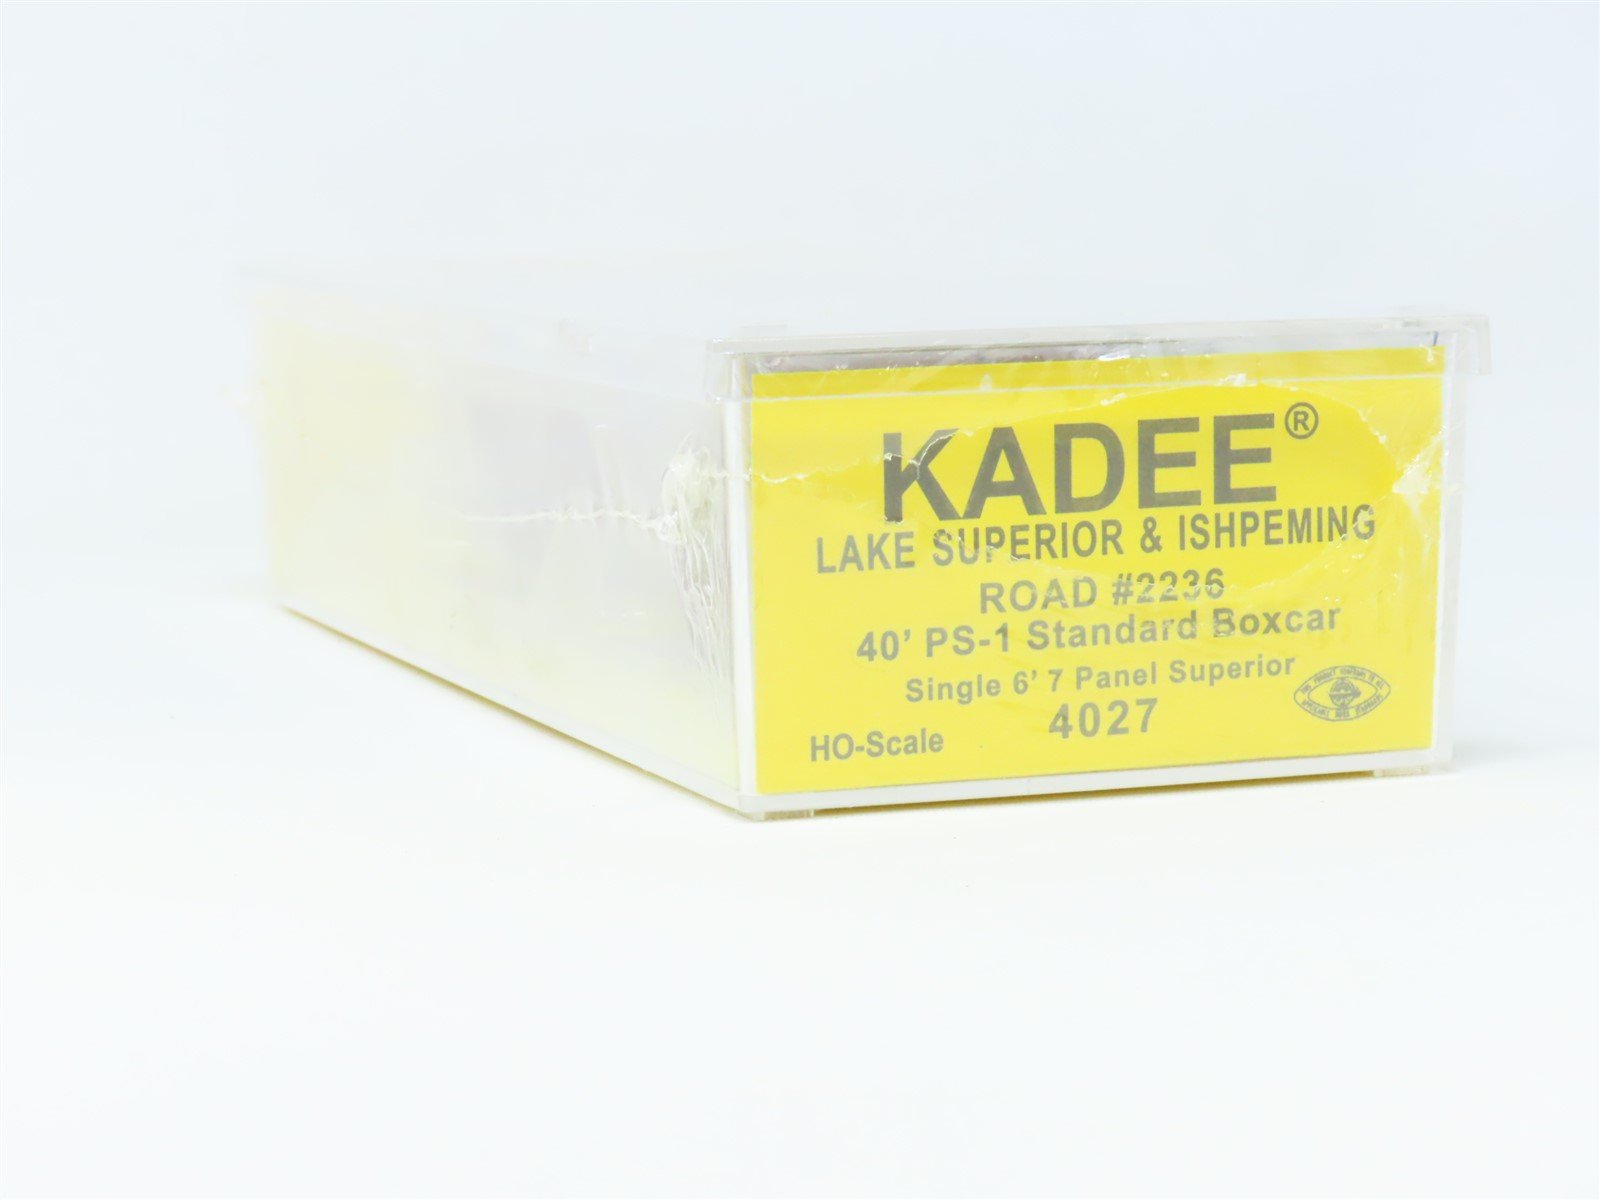 KADEE®
LAKE SUPERIOR & ISHPEMING
ROAD #2236
40' PS-1 Standard Boxcar
Single 6' 7 Panel Superior
4027
HO-Scale